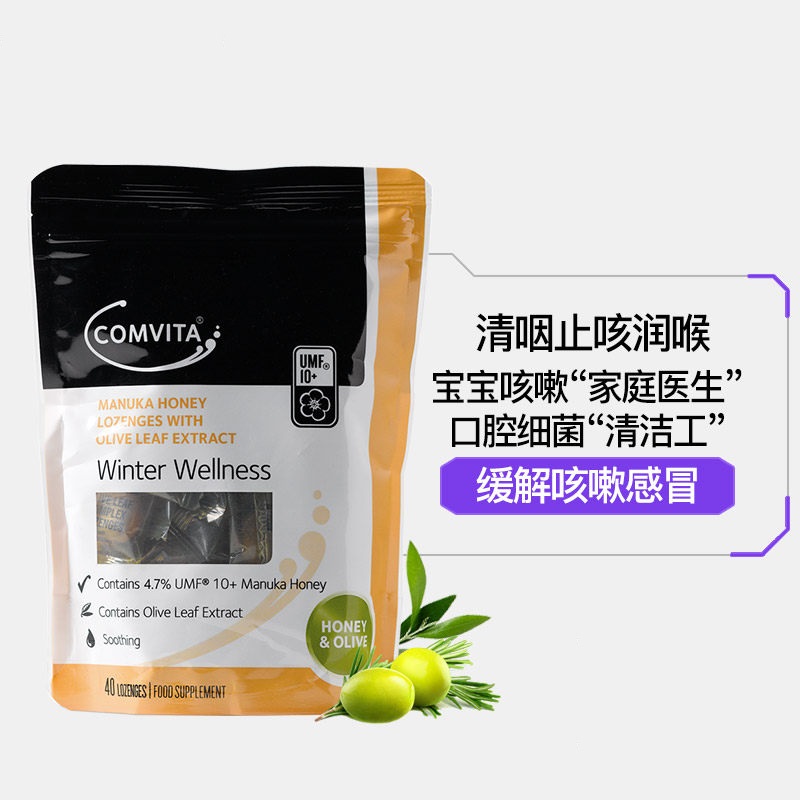 COMVITA®
UMF®
10+
MANUKA HONEY
LOZENGES WITH
OLIVE LEAF EXTRACT
Winter Wellness
Contains 4.7% UMF® 10+ Manuka Honey
Contains Olive Leaf Extract
Soothing
HONEY
& OLIVE
40 LOZENGES | FOOD SUPPLEMENT
清咽止咳润喉
宝宝咳嗽“家庭医生”
口腔细菌“清洁工”
缓解咳嗽感冒